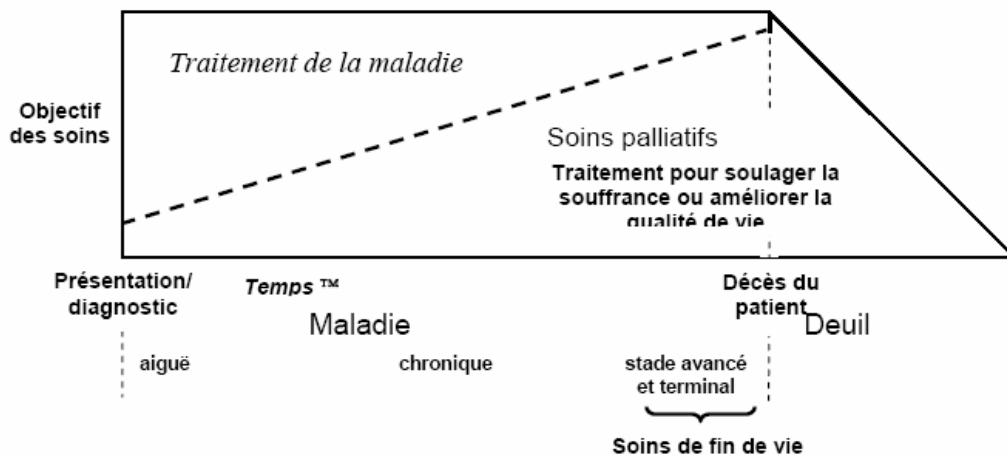 Traitement de la maladie
Objectif
des soins
Soins palliatifs
Traitement pour soulager la
souffrance ou améliorer la
qualité de vie
Présentation/
diagnostic
Temps ™
Décès du
patient
Maladie
Deuil
aiguë
chronique
stade avancé
et terminal
Soins de fin de vie